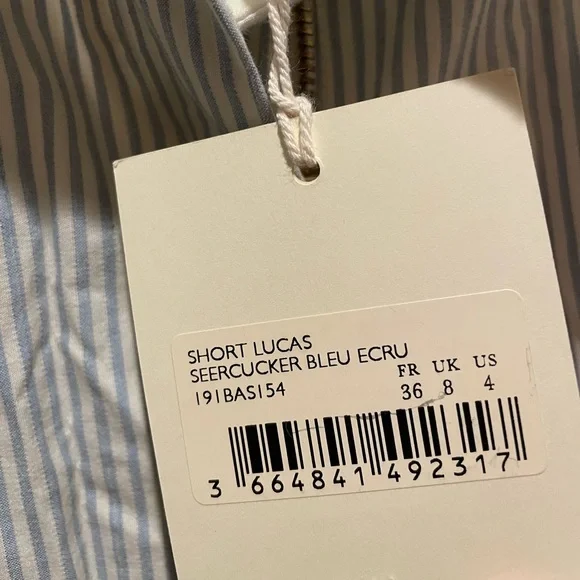 SHORT LUCAS
SEERCUCKER BLEU ECRU
191BAS154
FR UK US
36 8 4
3 664841 492317